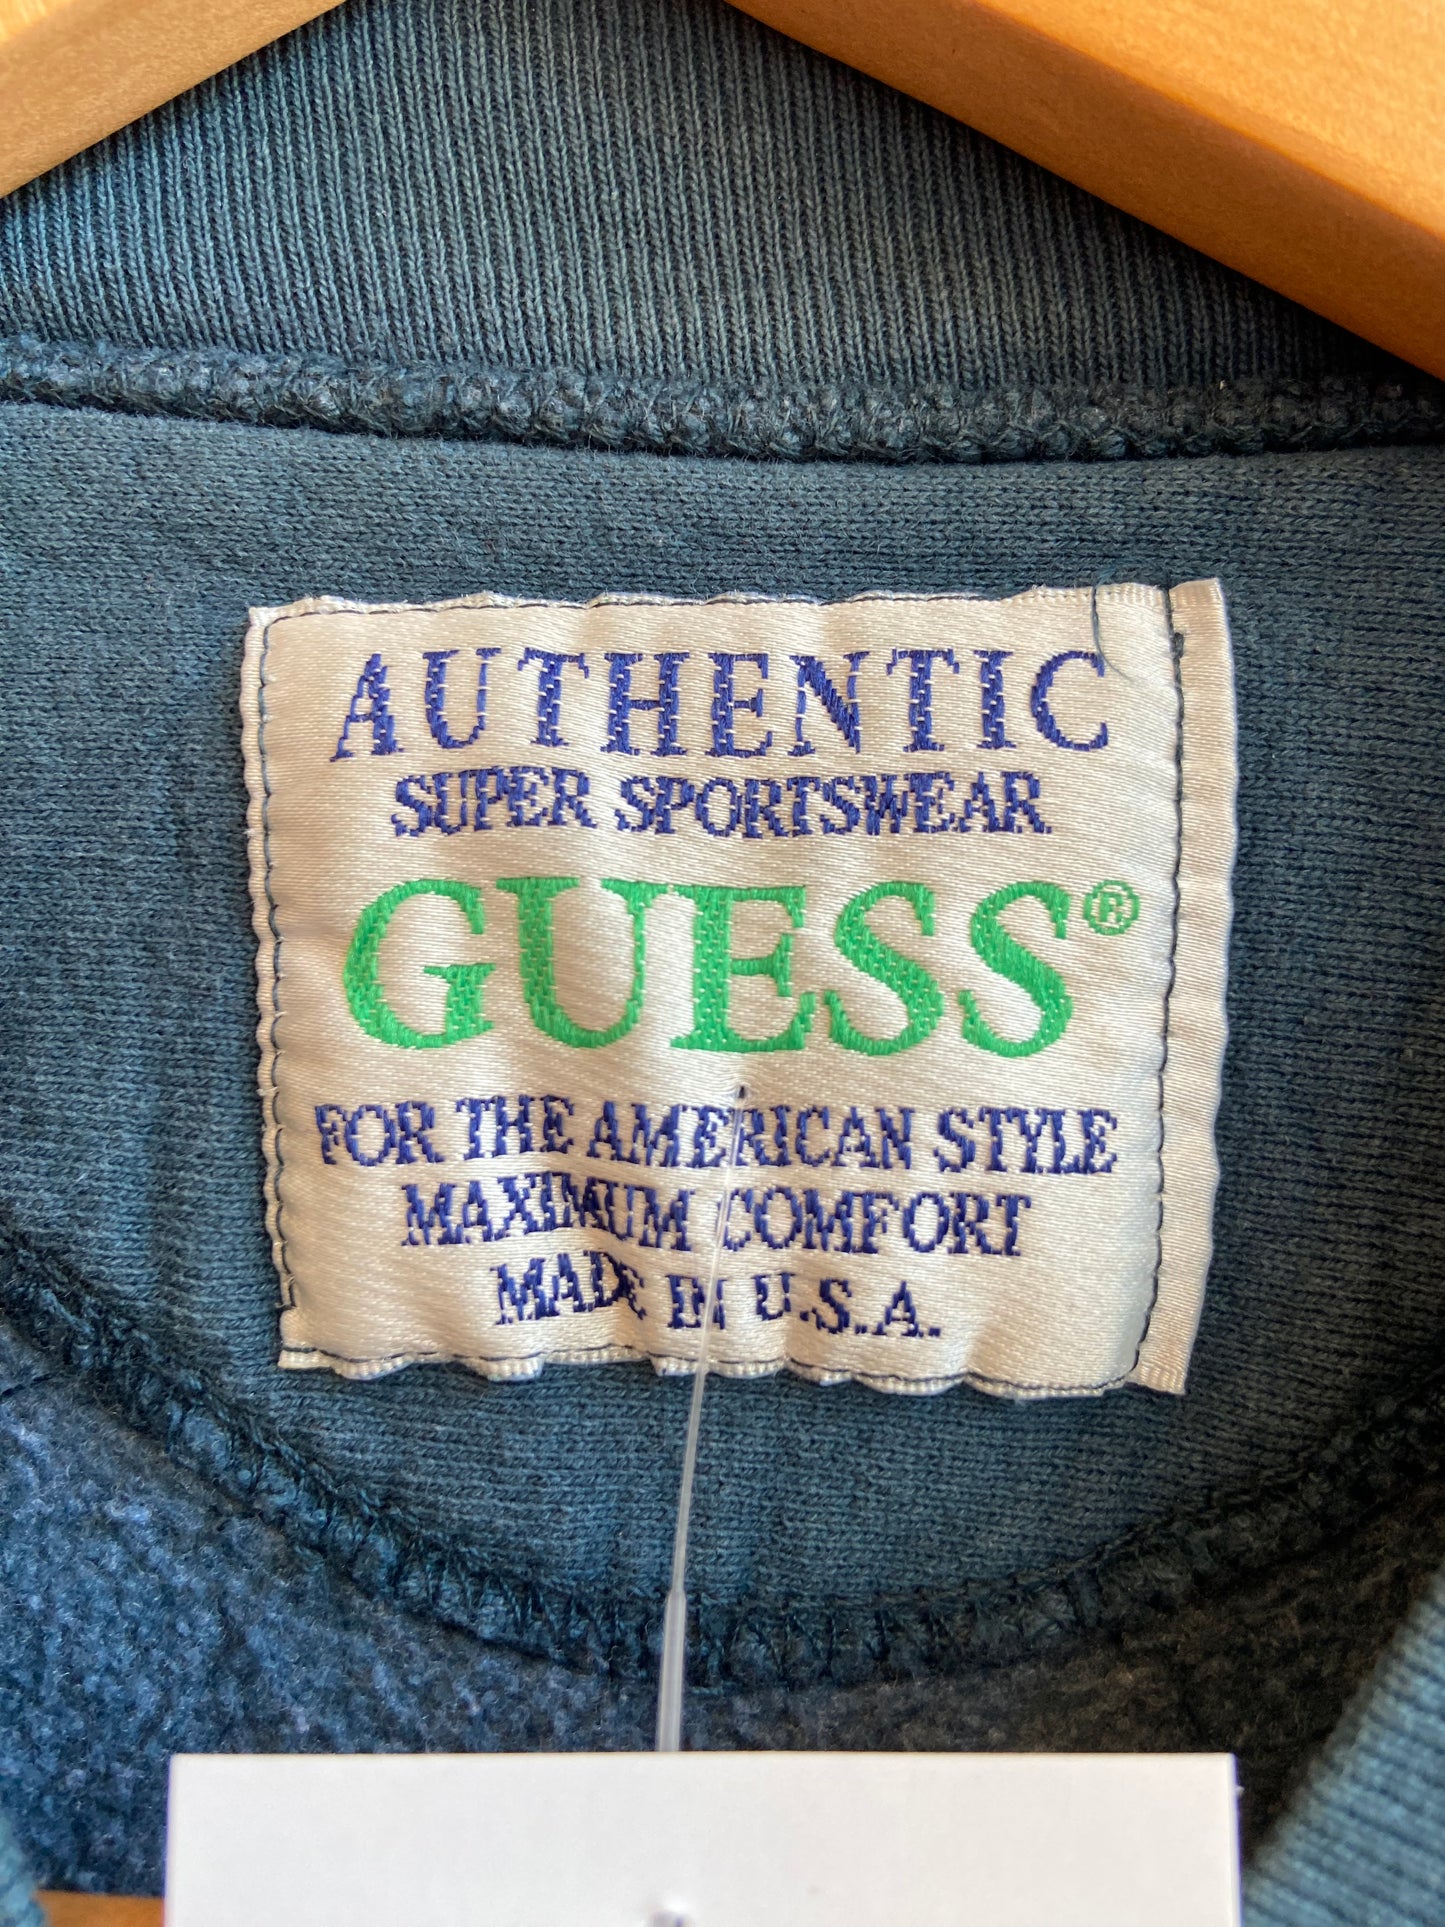 AUTHENTIC
SUPER SPORTSWEAR
GUESS®
FOR THE AMERICAN STYLE
MAXIMUM COMFORT
MADE IN U.S.A.